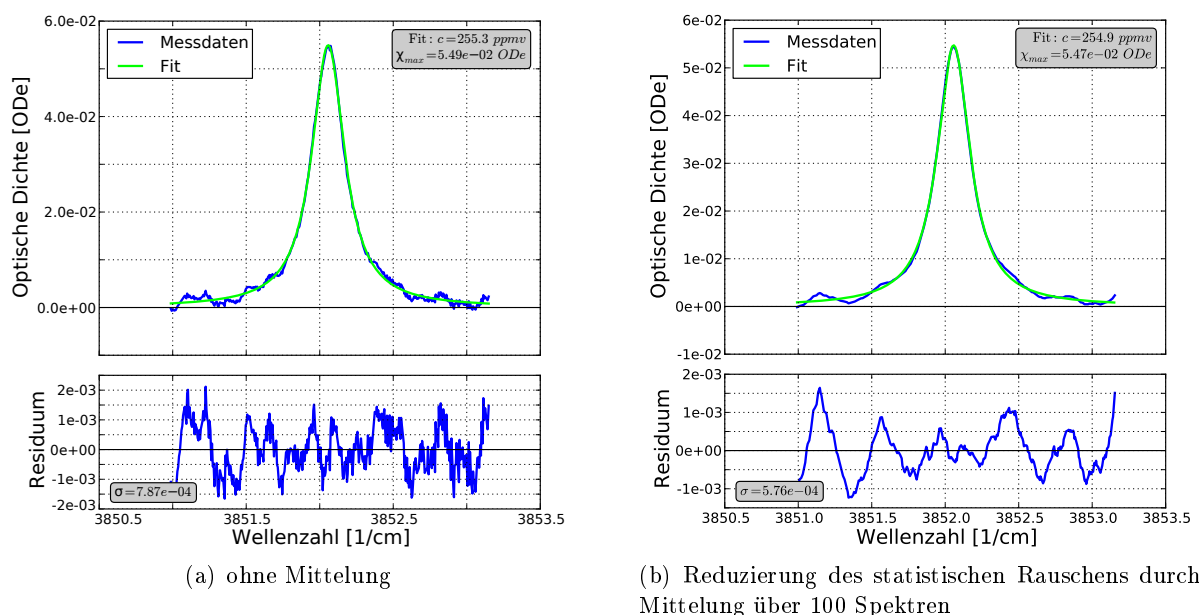 6.0e-02
4.0e-02
2.0e-02
0.0e+00
Optische Dichte [ODe]
Messdaten
Fit
Fit: c=255.3 ppmv
χmax=5.49e−02 ODe
2e-03
1e-03
0e+00
-1e-03
-2e-03
Residuum
σ=7.87e−04
3850.5
3851.5
3852.5
3853.5
Wellenzahl [1/cm]
(a) ohne Mittelung
6e-02
5e-02
4e-02
3e-02
2e-02
1e-02
0e+00
-1e-02
Optische Dichte [ODe]
Messdaten
Fit
Fit: c=254.9 ppmv
χmax=5.47e−02 ODe
2e-03
1e-03
0e+00
-1e-03
Residuum
σ=5.76e−04
3850.5
3851.0
3851.5
3852.0
3852.5
3853.0
3853.5
Wellenzahl [1/cm]
(b) Reduzierung des statistischen Rauschens durch
Mittelung über 100 Spektren